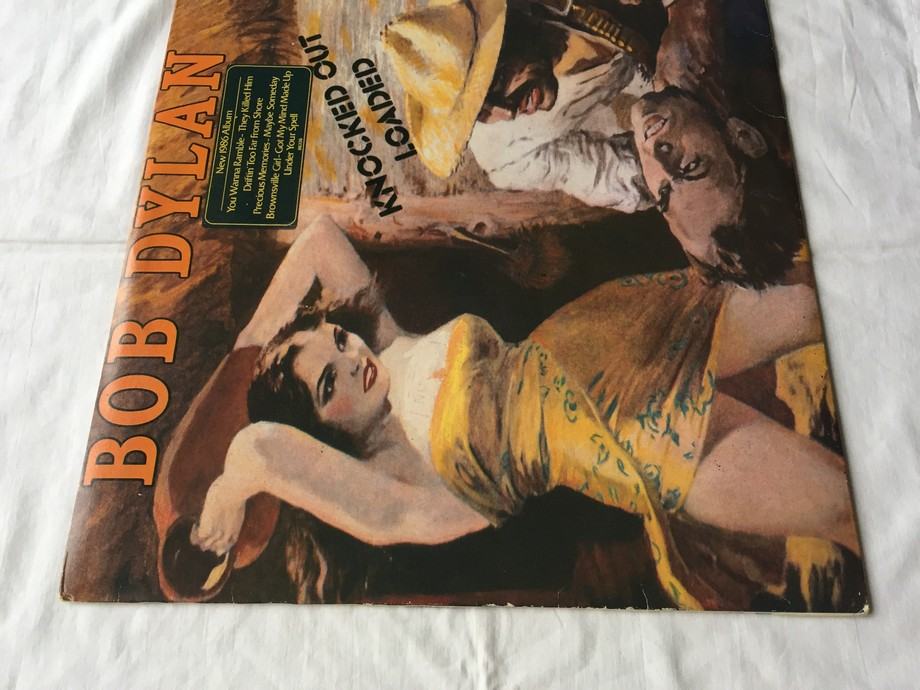 BOB DYLAN
New 1986 Album
You Wanna Ramble - They Killed Him
Driftin' Too Far From Shore
Precious Memories - Maybe Someday
Brownsville Girl - Got My Mind Made Up
Under Your Spell
KNOCKED OUT
LOADED